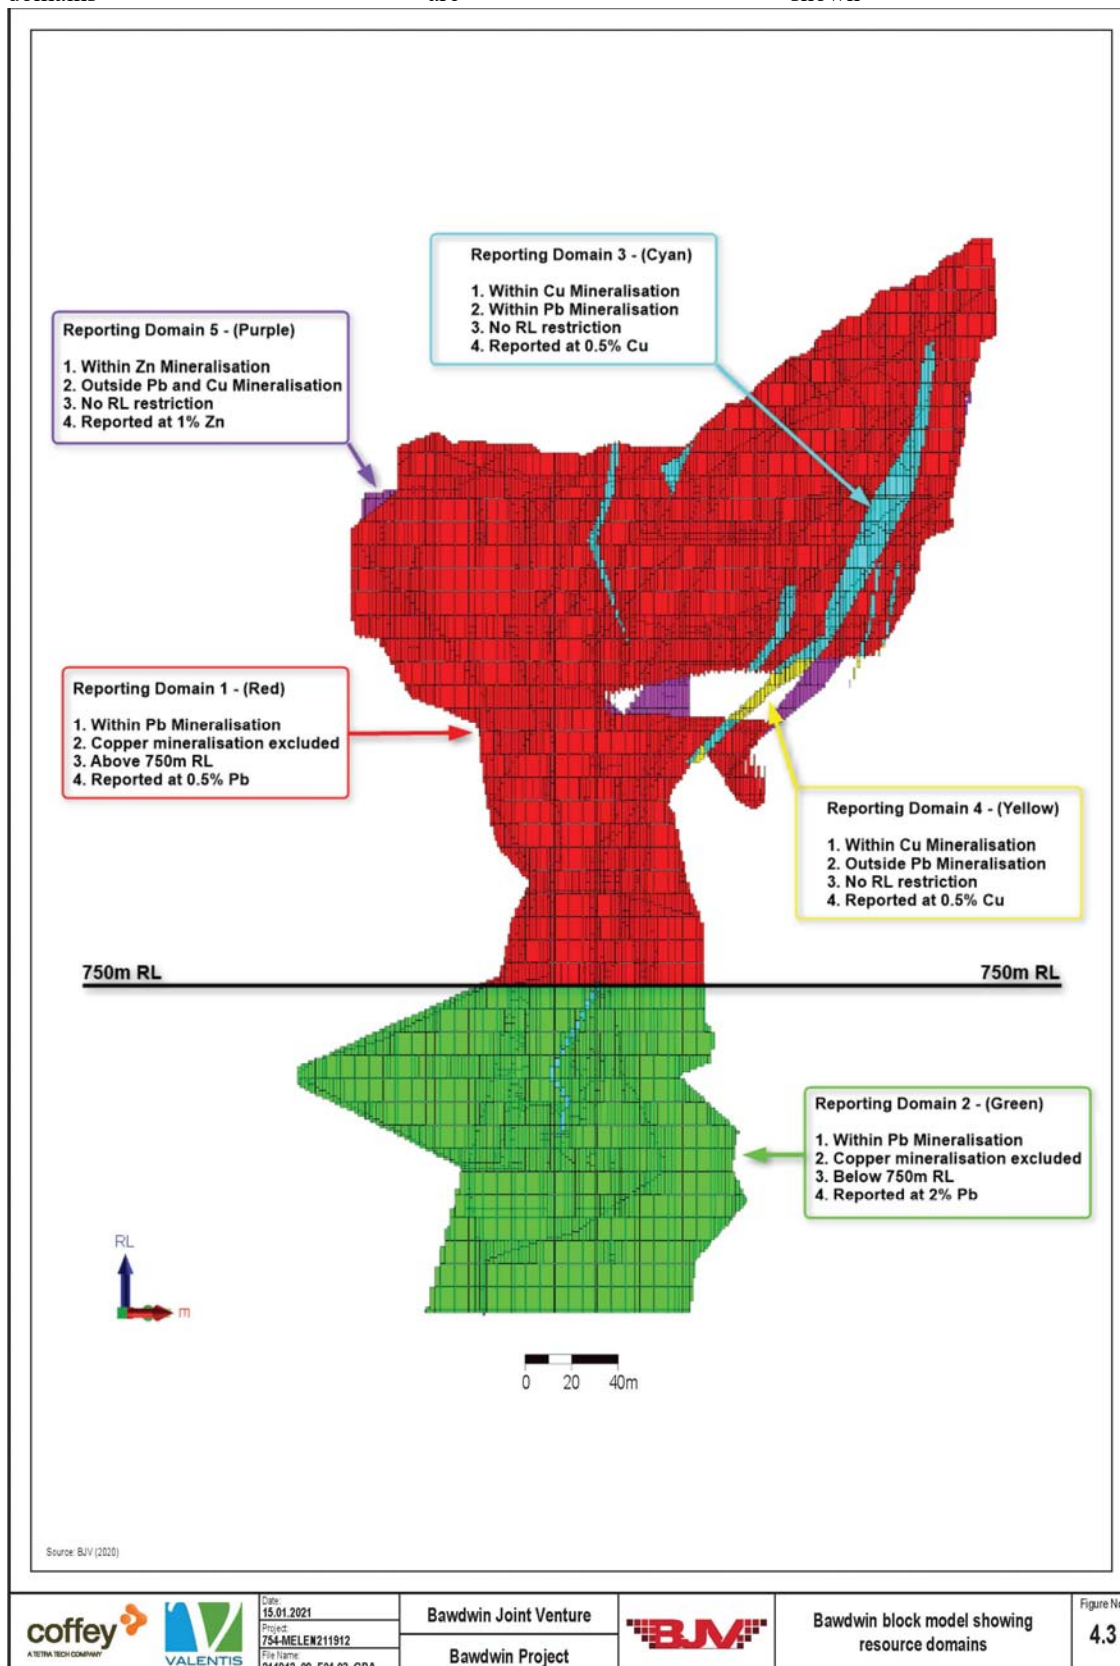 Reporting Domain 3 - (Cyan)
1. Within Cu Mineralisation
2. Within Pb Mineralisation
3. No RL restriction
4. Reported at 0.5% Cu
Reporting Domain 5 - (Purple)
1. Within Zn Mineralisation
2. Outside Pb and Cu Mineralisation
3. No RL restriction
4. Reported at 1% Zn
Reporting Domain 1 - (Red)
1. Within Pb Mineralisation
2. Copper mineralisation excluded
3. Above 750m RL
4. Reported at 0.5% Pb
Reporting Domain 4 - (Yellow)
1. Within Cu Mineralisation
2. Outside Pb Mineralisation
3. No RL restriction
4. Reported at 0.5% Cu
750m RL 750m RL
Reporting Domain 2 - (Green)
1. Within Pb Mineralisation
2. Copper mineralisation excluded
3. Below 750m RL
4. Reported at 2% Pb
RL
E
0 20 40m
Source: BJV (2020)
coffey
A TETRA TECH COMPANY
VALENTIS
Date:
15.01.2021
Project:
754-MELEN211912
File Name:
Bawdwin Joint Venture
Bawdwin Project
BJV
Bawdwin block model showing
resource domains
Figure No
4.3